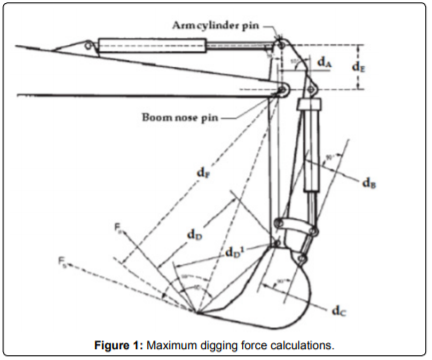 Arm cylinder pin
dA
dE
Boom nose pin
dF
dB
dD
dD¹
dC
Figure 1: Maximum digging force calculations.